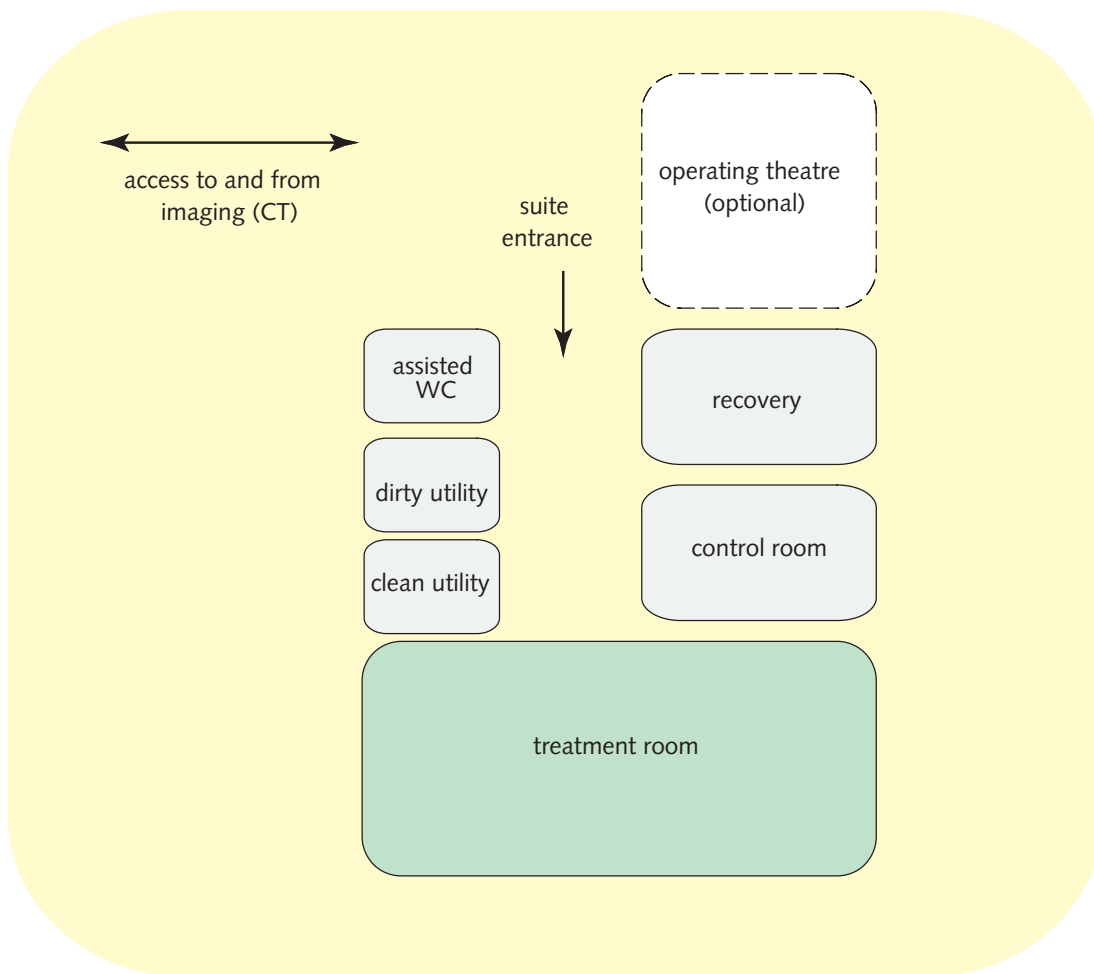 access to and from
imaging (CT)
suite
entrance
operating theatre
(optional)
assisted
WC
dirty utility
clean utility
recovery
control room
treatment room